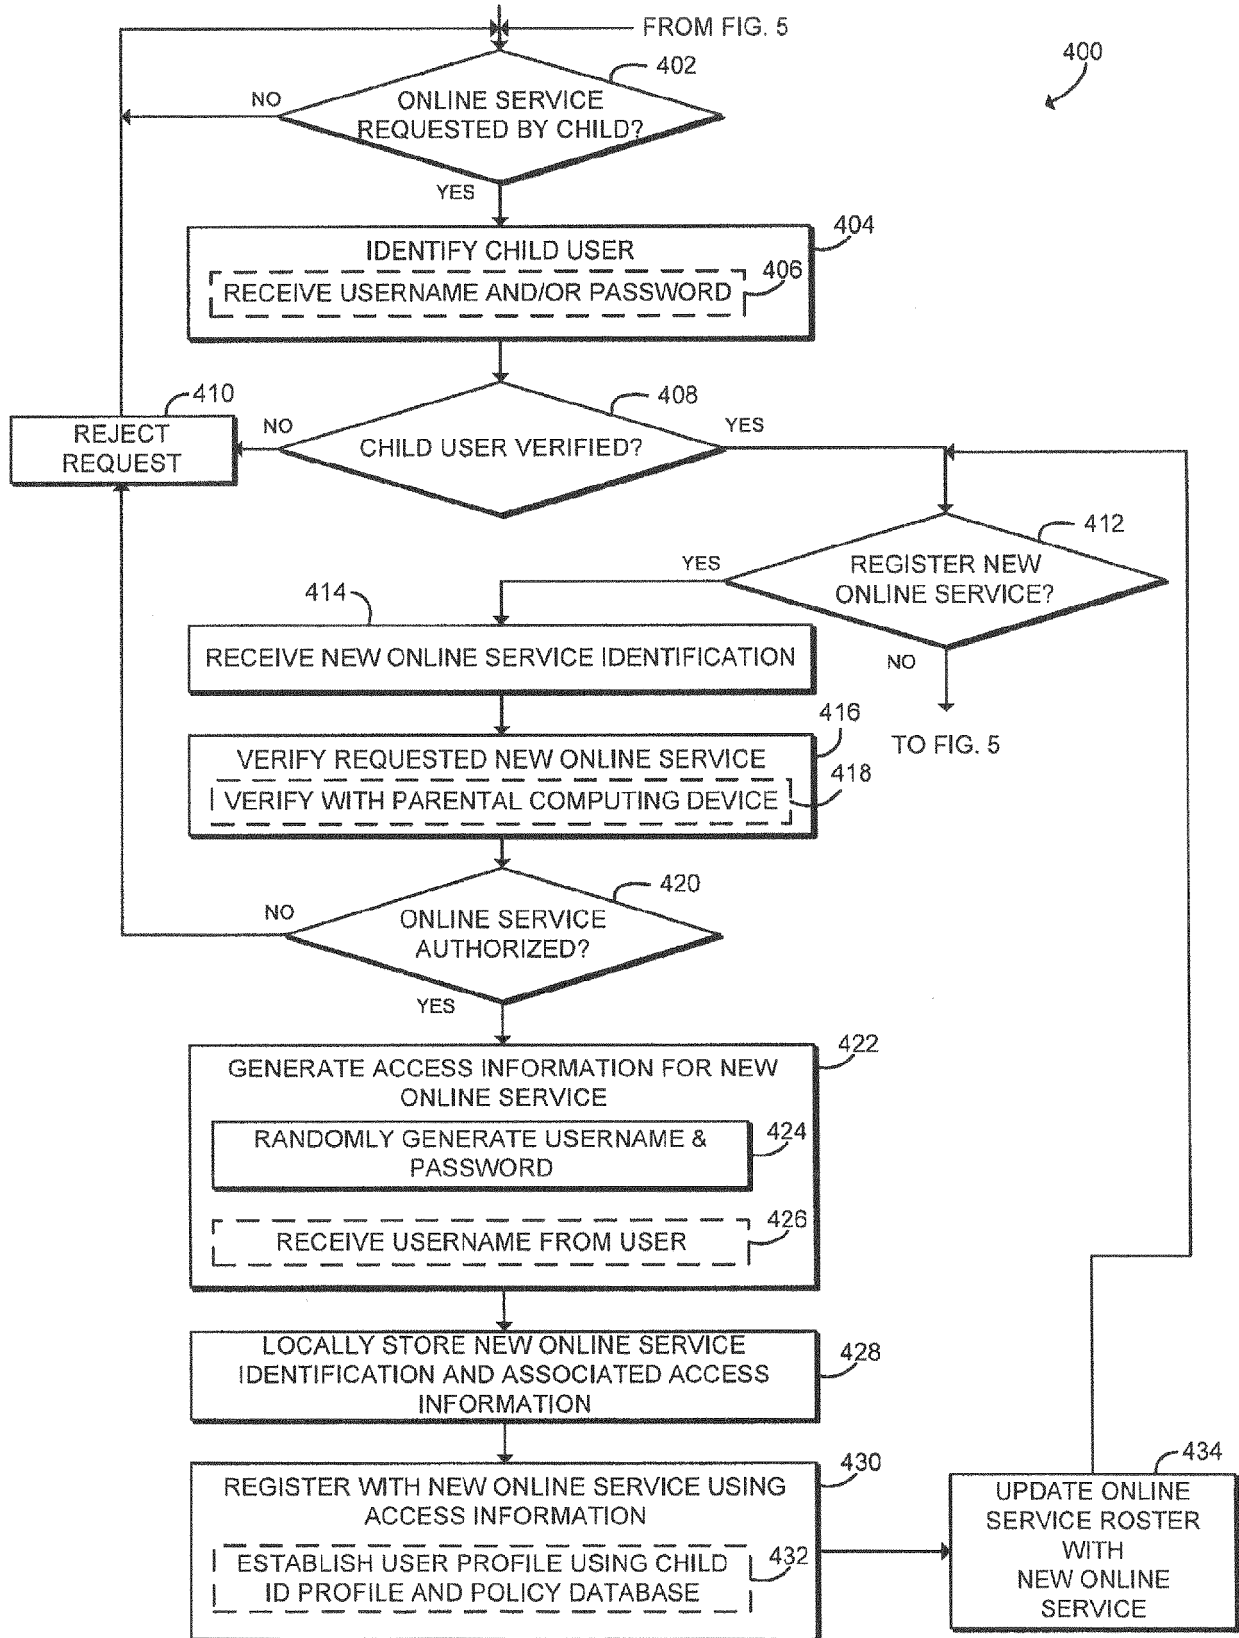 FROM FIG. 5
400
402
NO
ONLINE SERVICE
REQUESTED BY CHILD?
YES
404
IDENTIFY CHILD USER
406
RECEIVE USERNAME AND/OR PASSWORD
410
408
NO
YES
REJECT
REQUEST
CHILD USER VERIFIED?
412
YES
REGISTER NEW
ONLINE SERVICE?
414
NO
RECEIVE NEW ONLINE SERVICE IDENTIFICATION
416
TO FIG. 5
VERIFY REQUESTED NEW ONLINE SERVICE
418
VERIFY WITH PARENTAL COMPUTING DEVICE
420
NO
ONLINE SERVICE
AUTHORIZED?
YES
422
GENERATE ACCESS INFORMATION FOR NEW
ONLINE SERVICE
424
RANDOMLY GENERATE USERNAME &
PASSWORD
426
RECEIVE USERNAME FROM USER
428
LOCALLY STORE NEW ONLINE SERVICE
IDENTIFICATION AND ASSOCIATED ACCESS
INFORMATION
430
REGISTER WITH NEW ONLINE SERVICE USING
ACCESS INFORMATION
432
ESTABLISH USER PROFILE USING CHILD
ID PROFILE AND POLICY DATABASE
434
UPDATE ONLINE
SERVICE ROSTER
WITH
NEW ONLINE
SERVICE